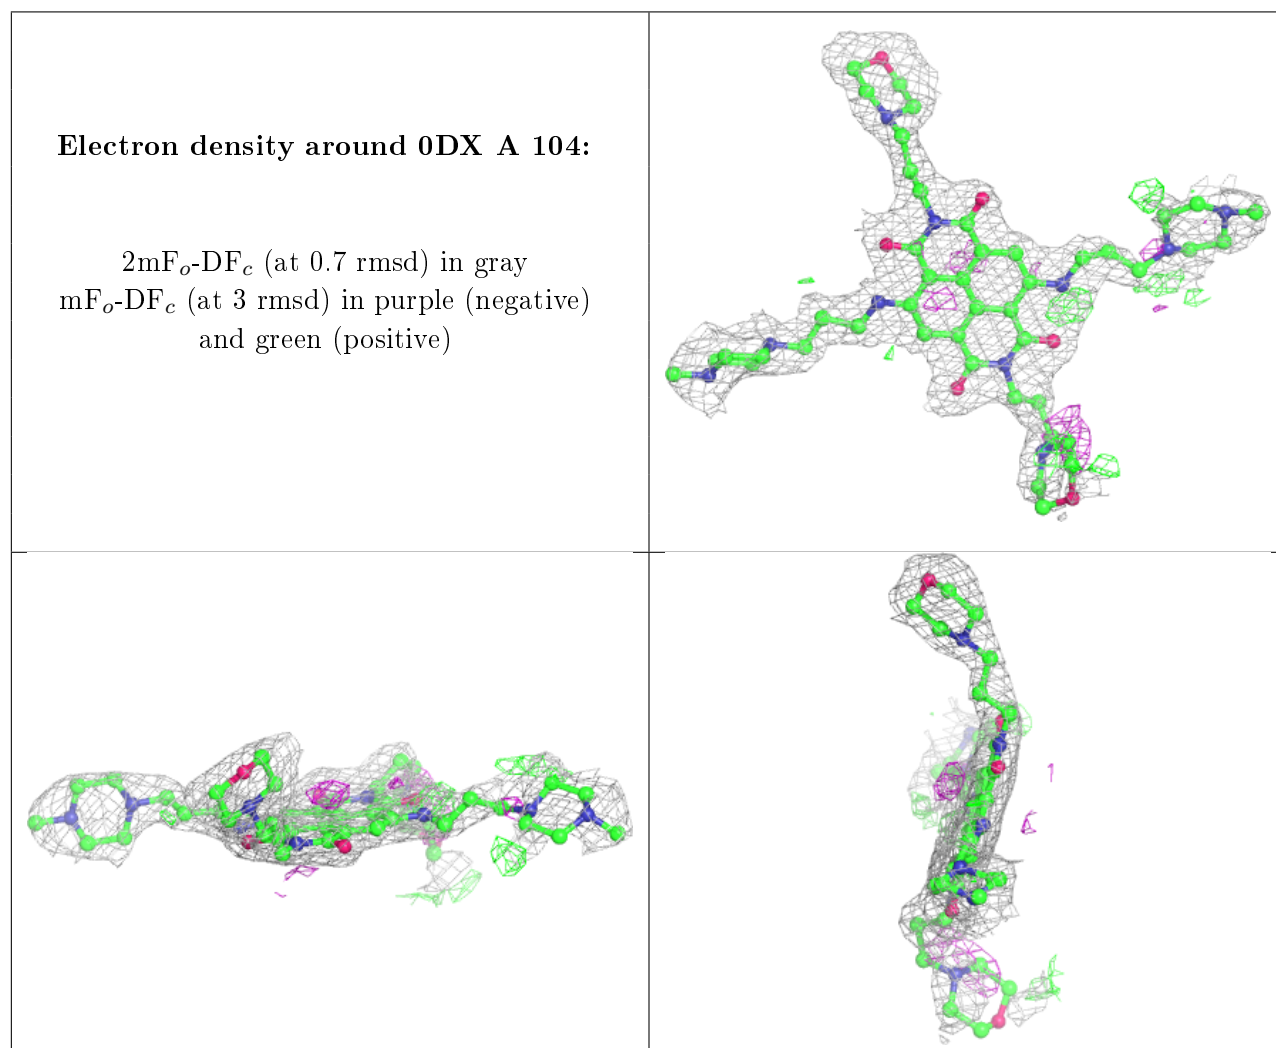 Electron density around 0DX A 104:
2mFo-DFc (at 0.7 rmsd) in gray
mFo-DFc (at 3 rmsd) in purple (negative)
and green (positive)